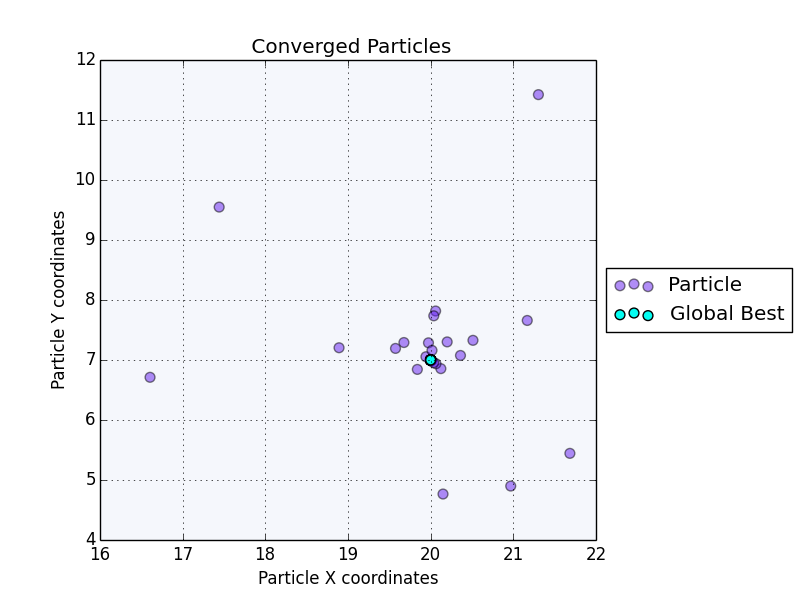 Converged Particles
12
11
10
9
8
7
6
5
4
Particle Y coordinates
16 17 18 19 20 21 22
Particle X coordinates
Particle
Global Best